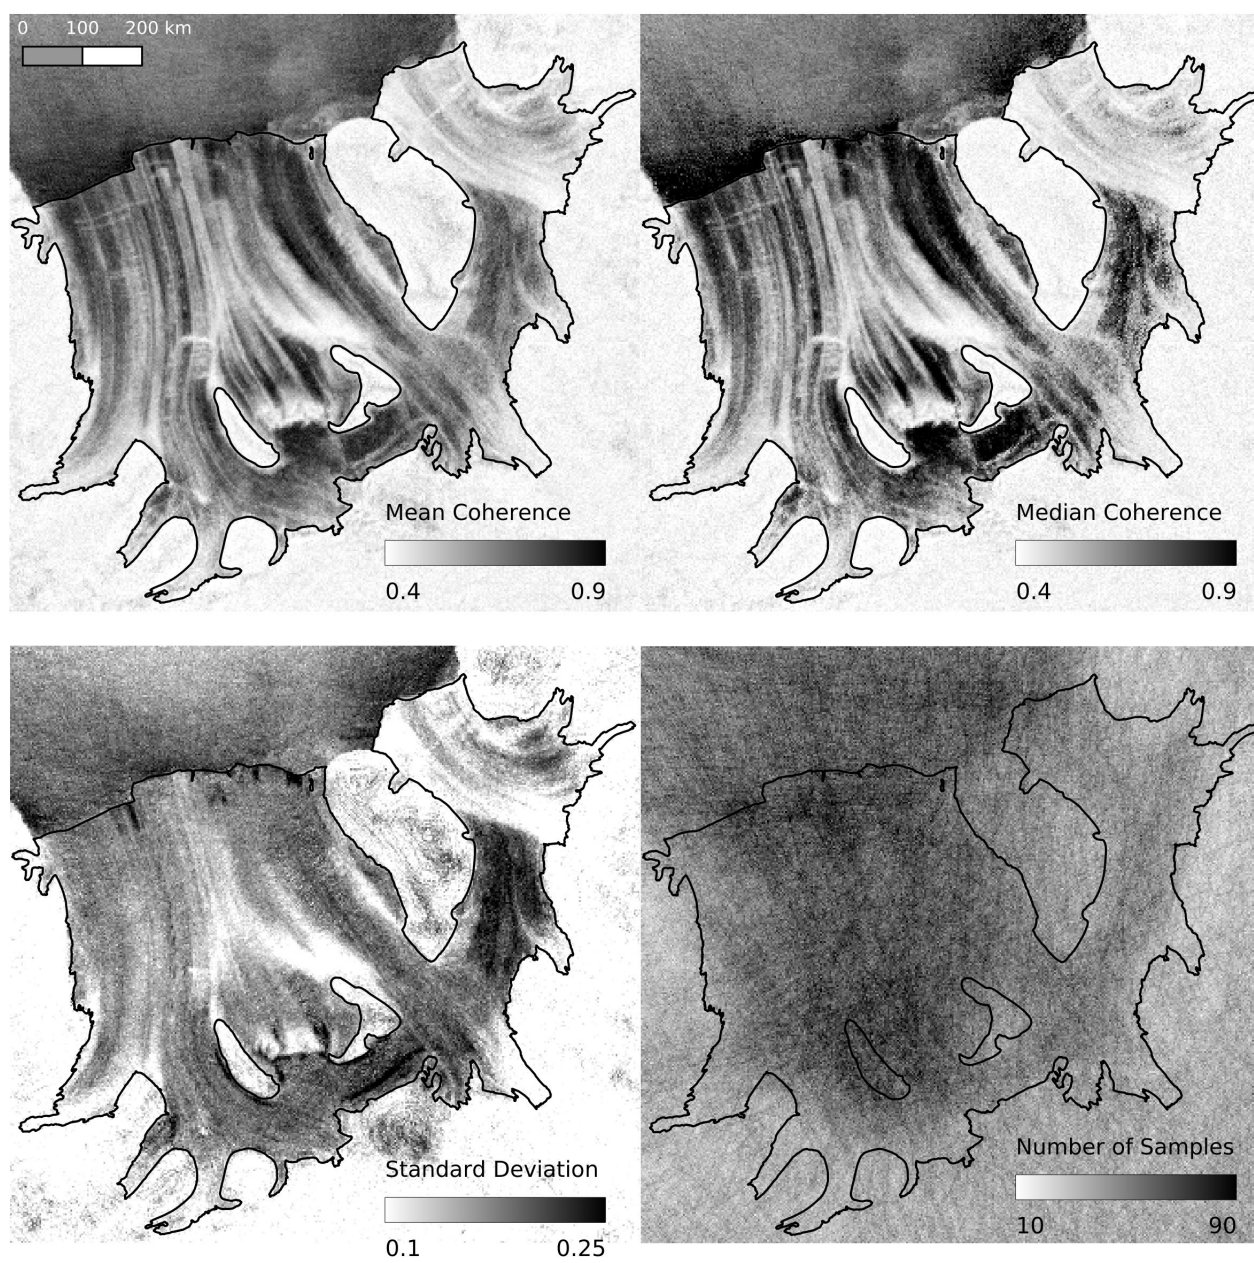 0 100 200 km
Mean Coherence
0.4 0.9
Median Coherence
0.4 0.9
Standard Deviation
0.1 0.25
Number of Samples
10 90